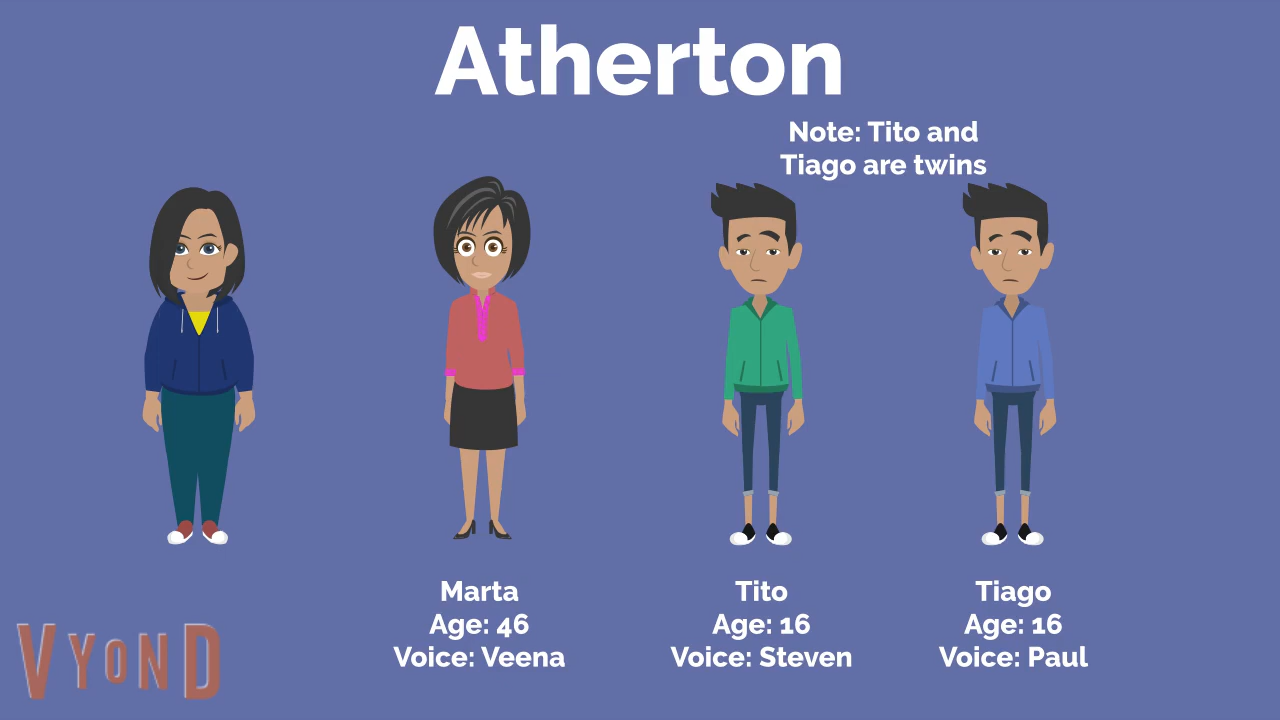 Atherton
Note: Tito and
Tiago are twins
Marta
Age: 46
Voice: Veena
Tito
Age: 16
Voice: Steven
Tiago
Age: 16
Voice: Paul
VYOND